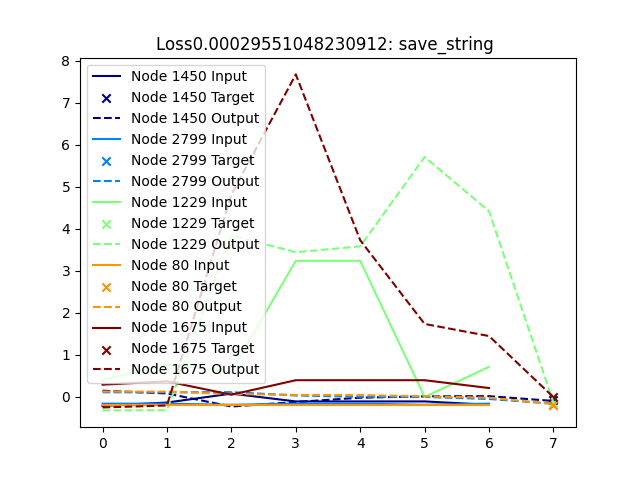 Loss0.00029551048230912: save_string
8
7
6
5
4
3
2
1
0
Node 1450 Input
Node 1450 Target
Node 1450 Output
Node 2799 Input
Node 2799 Target
Node 2799 Output
Node 1229 Input
Node 1229 Target
Node 1229 Output
Node 80 Input
Node 80 Target
Node 80 Output
Node 1675 Input
Node 1675 Target
Node 1675 Output
0 1 2 3 4 5 6 7